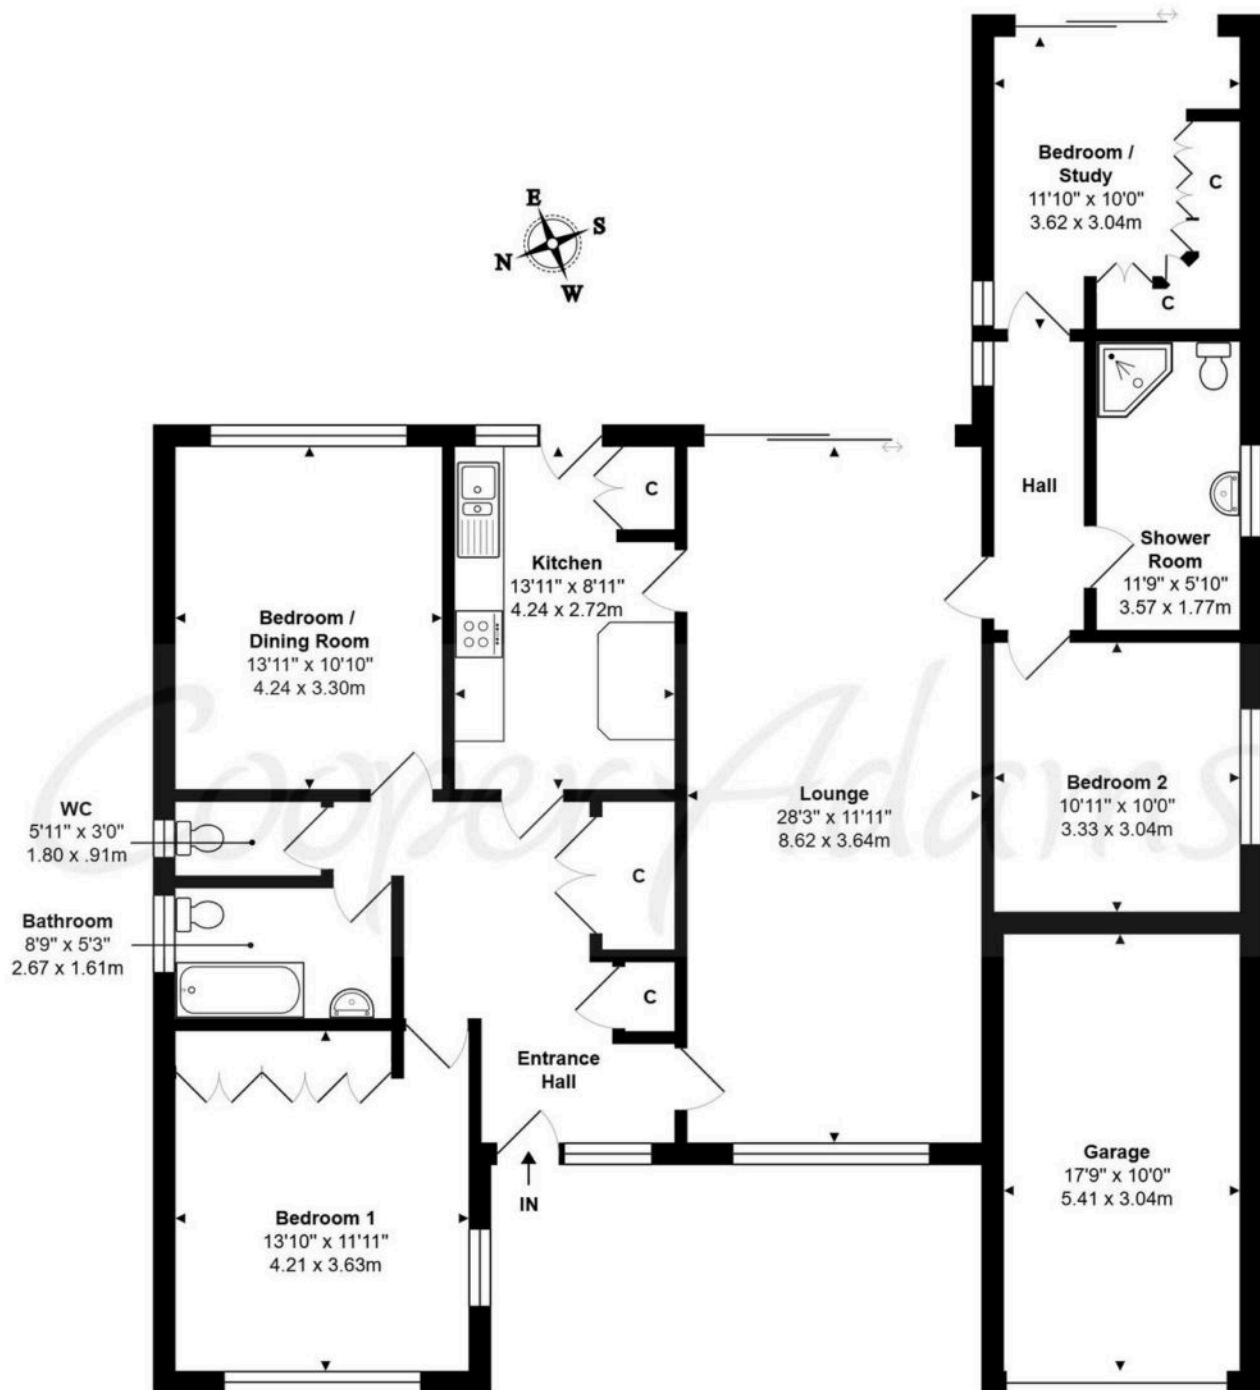 Bedroom /
Study
11'10" x 10'0"
3.62 x 3.04m
C
C
E
S
N
W
Hall
Shower
Room
11'9" x 5'10"
3.57 x 1.77m
C
Kitchen
13'11" x 8'11"
4.24 x 2.72m
Bedroom /
Dining Room
13'11" x 10'10"
4.24 x 3.30m
Cooper Adams
WC
5'11" x 3'0"
1.80 x .91m
Lounge
28'3" x 11'11"
8.62 x 3.64m
Bedroom 2
10'11" x 10'0"
3.33 x 3.04m
C
Bathroom
8'9" x 5'3"
2.67 x 1.61m
C
Entrance
Hall
IN
Garage
17'9" x 10'0"
5.41 x 3.04m
Bedroom 1
13'10" x 11'11"
4.21 x 3.63m